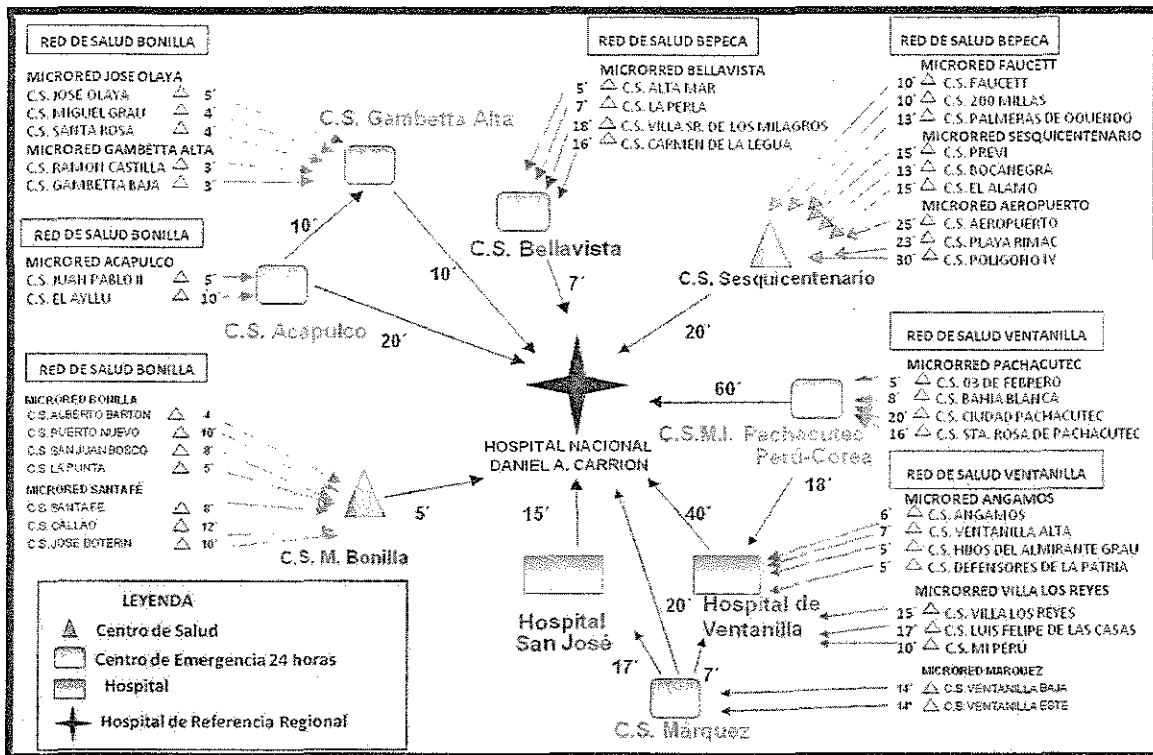 RED DE SALUD BONILLA
MICRORED JOSE OLAYA
C.S. JOSÉ OLAYA 5´
C.S. MIGUEL GRAU 4´
C.S. SANTA ROSA 4´
MICRORED GAMBETTA ALTA
C.S. RAMON CASTILLA 3´
C.S. GAMBETTA BAJA 3´
C.S. Gambetta Alta
10´
10´
RED DE SALUD BONILLA
MICRORED ACAPULCO
C.S. JUAN PABLO II 5´
C.S. EL AYLLU 10´
C.S. Acapulco
20´
RED DE SALUD BONILLA
MICRORED BONILLA
C.S. ALBERTO BARTON 4
C.S. PUERTO NUEVO 10´
C.S. SAN JUAN BOSCO 8´
C.S. LA PUNTA 5´
MICRORED SANTA FÉ
C.S. SANTA FÉ 8´
C.S. CALLAO 12´
C.S. JOSE BOTERIN 10´
C.S. M. Bonilla
5´
RED DE SALUD BEPECA
MICRORRED BELLAVISTA
5´ C.S. ALTA MAR
7´ C.S. LA PERLA
18´ C.S. VILLA SR. DE LOS MILAGROS
16´ C.S. CARMEN DE LA LEGUA
C.S. Bellavista
7´
RED DE SALUD BEPECA
MICRORED FAUCETT
10´ C.S. FAUCETT
10´ C.S. 200 MILLAS
13´ C.S. PALMERAS DE OQUENDO
MICRORRED SESQUICENTENARIO
15´ C.S. PREVI
13´ C.S. BOCANEGRA
15´ C.S. EL ALAMO
MICRORED AEROPUERTO
25´ C.S. AEROPUERTO
23´ C.S. PLAYA RIMAC
30´ C.S. POLIGONO IV
C.S. Sesquicentenario
20´
HOSPITAL NACIONAL
DANIEL A. CARRION
RED DE SALUD VENTANILLA
MICRORRED PACHACUTEC
5´ C.S. 03 DE FEBRERO
8´ C.S. BAHIA BLANCA
20´ C.S. CIUDAD PACHACUTEC
16´ C.S. STA. ROSA DE PACHACUTEC
60´
C.S.M.I. Pachacutec
Perú-Corea
18´
RED DE SALUD VENTANILLA
MICRORED ANGAMOS
6´ C.S. ANGAMOS
7´ C.S. VENTANILLA ALTA
5´ C.S. HIJOS DEL ALMIRANTE GRAU
5´ C.S. DEFENSORES DE LA PATRIA
MICRORRED VILLA LOS REYES
15´ C.S. VILLA LOS REYES
17´ C.S. LUIS FELIPE DE LAS CASAS
10´ C.S. MI PERÚ
MICRORED MARQUEZ
C.S. VENTANILLA BAJA
14´ C.S. VENTANILLA ESTE
15´
40´
Hospital
San José
Hospital de
Ventanilla
20´
17´
7´
C.S. Márquez
LEYENDA
Centro de Salud
Centro de Emergencia 24 horas
Hospital
Hospital de Referencia Regional